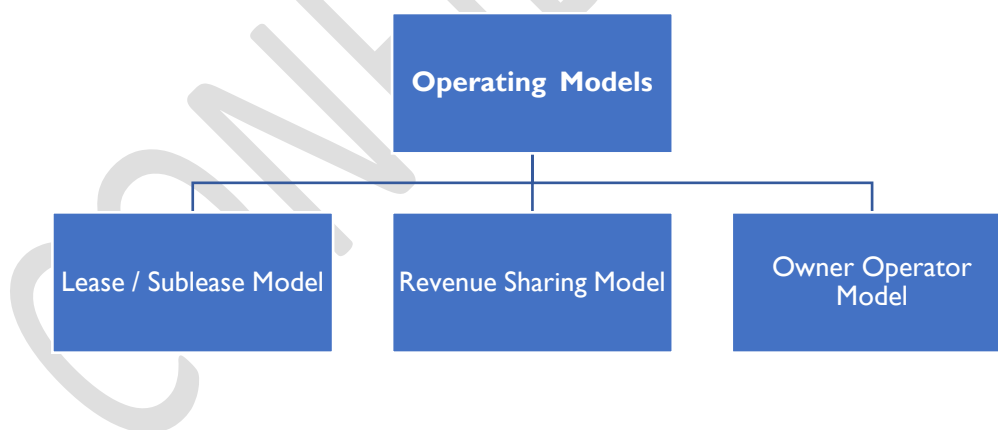 Operating Models
Lease / Sublease Model
Revenue Sharing Model
Owner Operator
Model